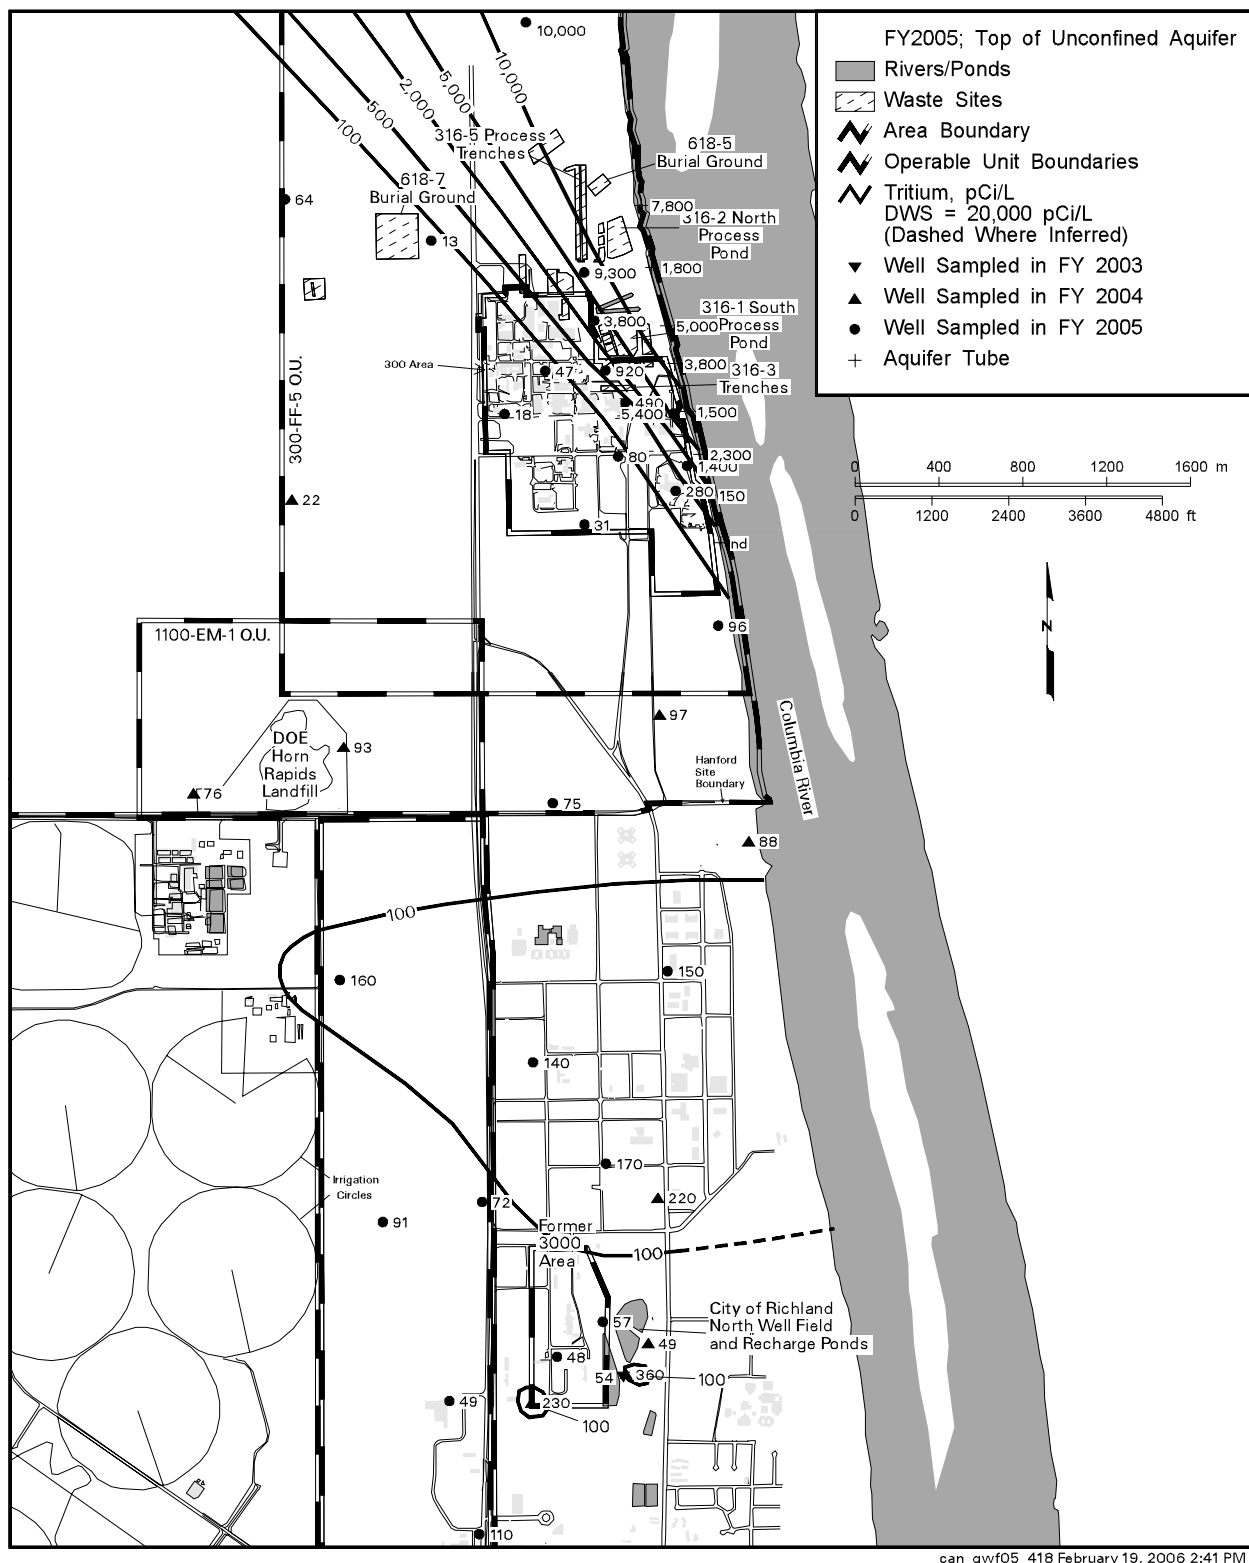 10,000
FY2005; Top of Unconfined Aquifer
Rivers/Ponds
Waste Sites
Area Boundary
Operable Unit Boundaries
Tritium, pCi/L
DWS = 20,000 pCi/L
(Dashed Where Inferred)
Well Sampled in FY 2003
Well Sampled in FY 2004
Well Sampled in FY 2005
Aquifer Tube
100
500
2,000
5,000
10,000
316-5 Process
Trenches
618-5
Burial Ground
618-7
Burial Ground
64
13
7,800
316-2 North
Process
Pond
9,300
1,800
316-1 South
Process
Pond
3,800
5,000
300 Area
47
920
3,800
316-3
Trenches
18
490
5,400
1,500
300-FF-5 O.U.
80
2,300
1,400
280
150
22
31
nd
0 400 800 1200 1600 m
0 1200 2400 3600 4800 ft
N
96
1100-EM-1 O.U.
97
DOE
Horn
Rapids
Landfill
93
76
Hanford
Site
Boundary
Columbia River
75
88
100
160
150
140
170
Irrigation
Circles
72
220
91
Former
3000
Area
100
City of Richland
North Well Field
and Recharge Ponds
57
49
48
54
360
100
49
230
100
110
can_gwf05_418 February 19, 2006 2:41 PM